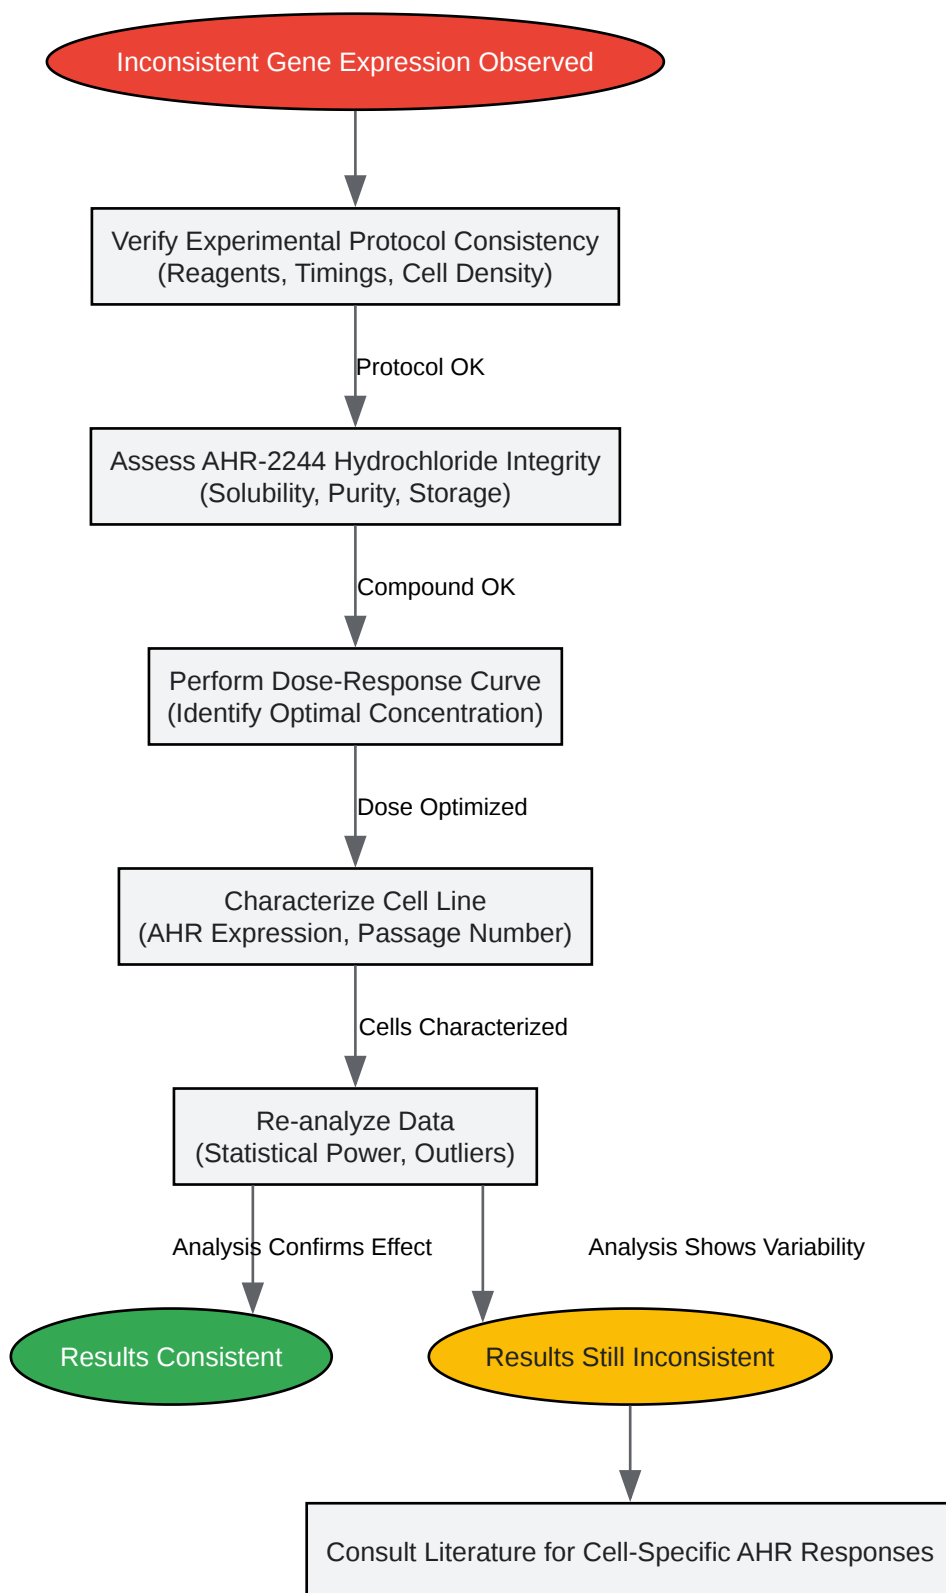 Inconsistent Gene Expression Observed
Verify Experimental Protocol Consistency
(Reagents, Timings, Cell Density)
Protocol OK
Assess AHR-2244 Hydrochloride Integrity
(Solubility, Purity, Storage)
Compound OK
Perform Dose-Response Curve
(Identify Optimal Concentration)
Dose Optimized
Characterize Cell Line
(AHR Expression, Passage Number)
Cells Characterized
Re-analyze Data
(Statistical Power, Outliers)
Analysis Confirms Effect
Analysis Shows Variability
Results Consistent
Results Still Inconsistent
Consult Literature for Cell-Specific AHR Responses